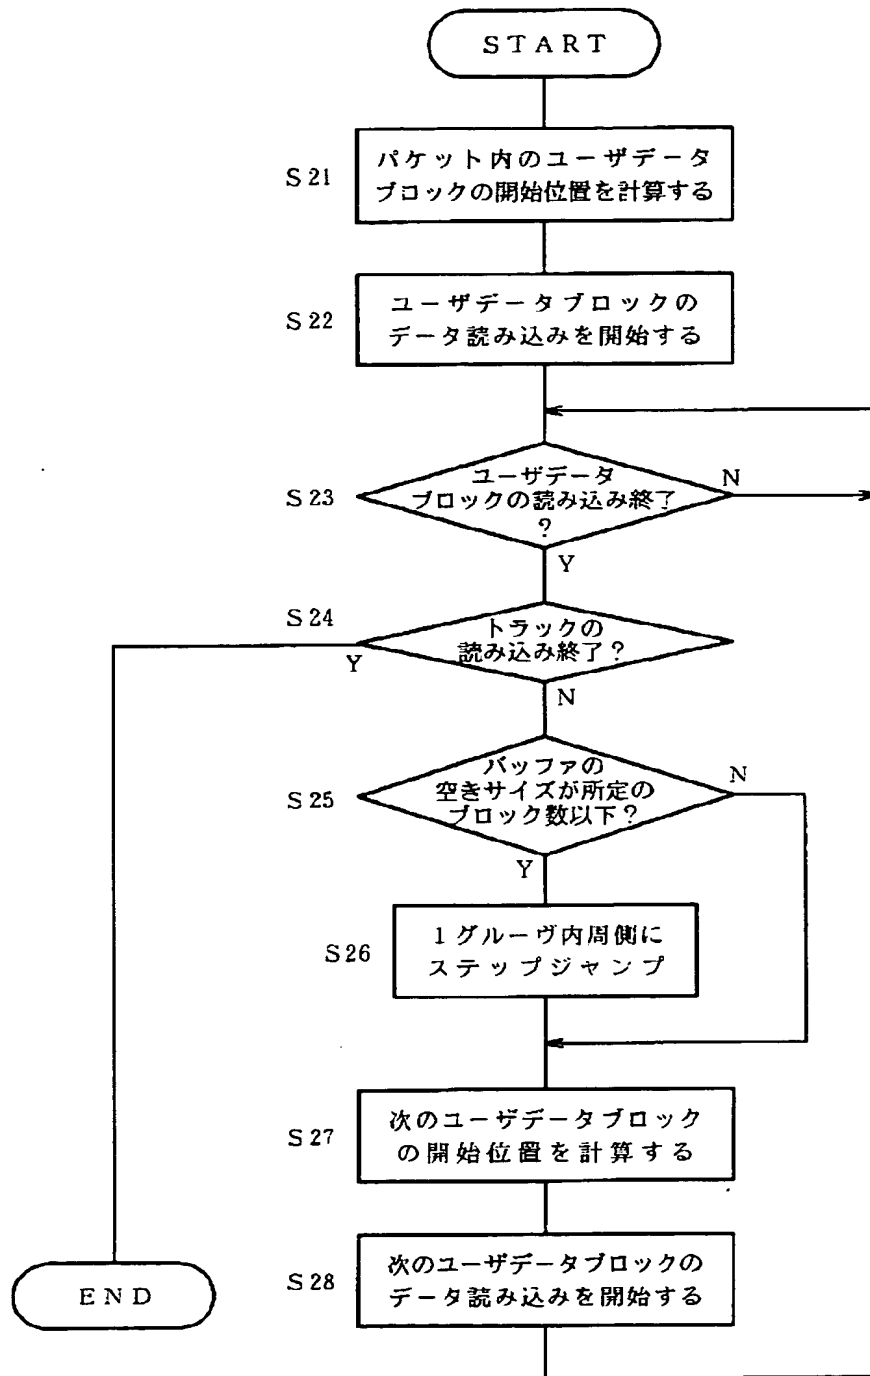 START
S21
パケット内のユーザデータ
ブロックの開始位置を計算する
S22
ユーザデータブロックの
データ読み込みを開始する
S23
ユーザデータ
ブロックの読み込み終了
?
N
Y
S24
トラックの
読み込み終了?
Y
N
S25
バッファの
空きサイズが所定の
ブロック数以下?
N
Y
S26
1グルーヴ内周側に
ステップジャンプ
S27
次のユーザデータブロック
の開始位置を計算する
S28
次のユーザデータブロックの
データ読み込みを開始する
END